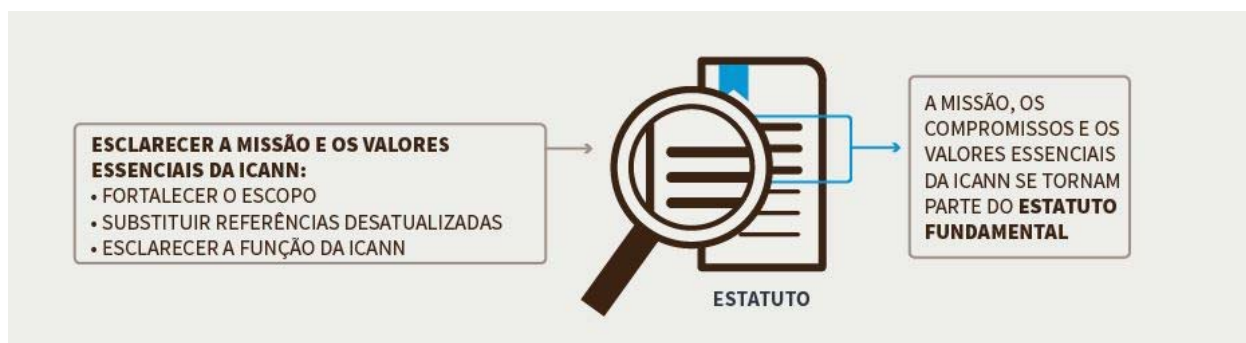 ESCLARECER A MISSÃO E OS VALORES
ESSENCIAIS DA ICANN:
• FORTALECER O ESCOPO
• SUBSTITUIR REFERÊNCIAS DESATUALIZADAS
• ESCLARECER A FUNÇÃO DA ICANN
ESTATUTO
A MISSÃO, OS
COMPROMISSOS E OS
VALORES ESSENCIAIS
DA ICANN SE TORNAM
PARTE DO ESTATUTO
FUNDAMENTAL